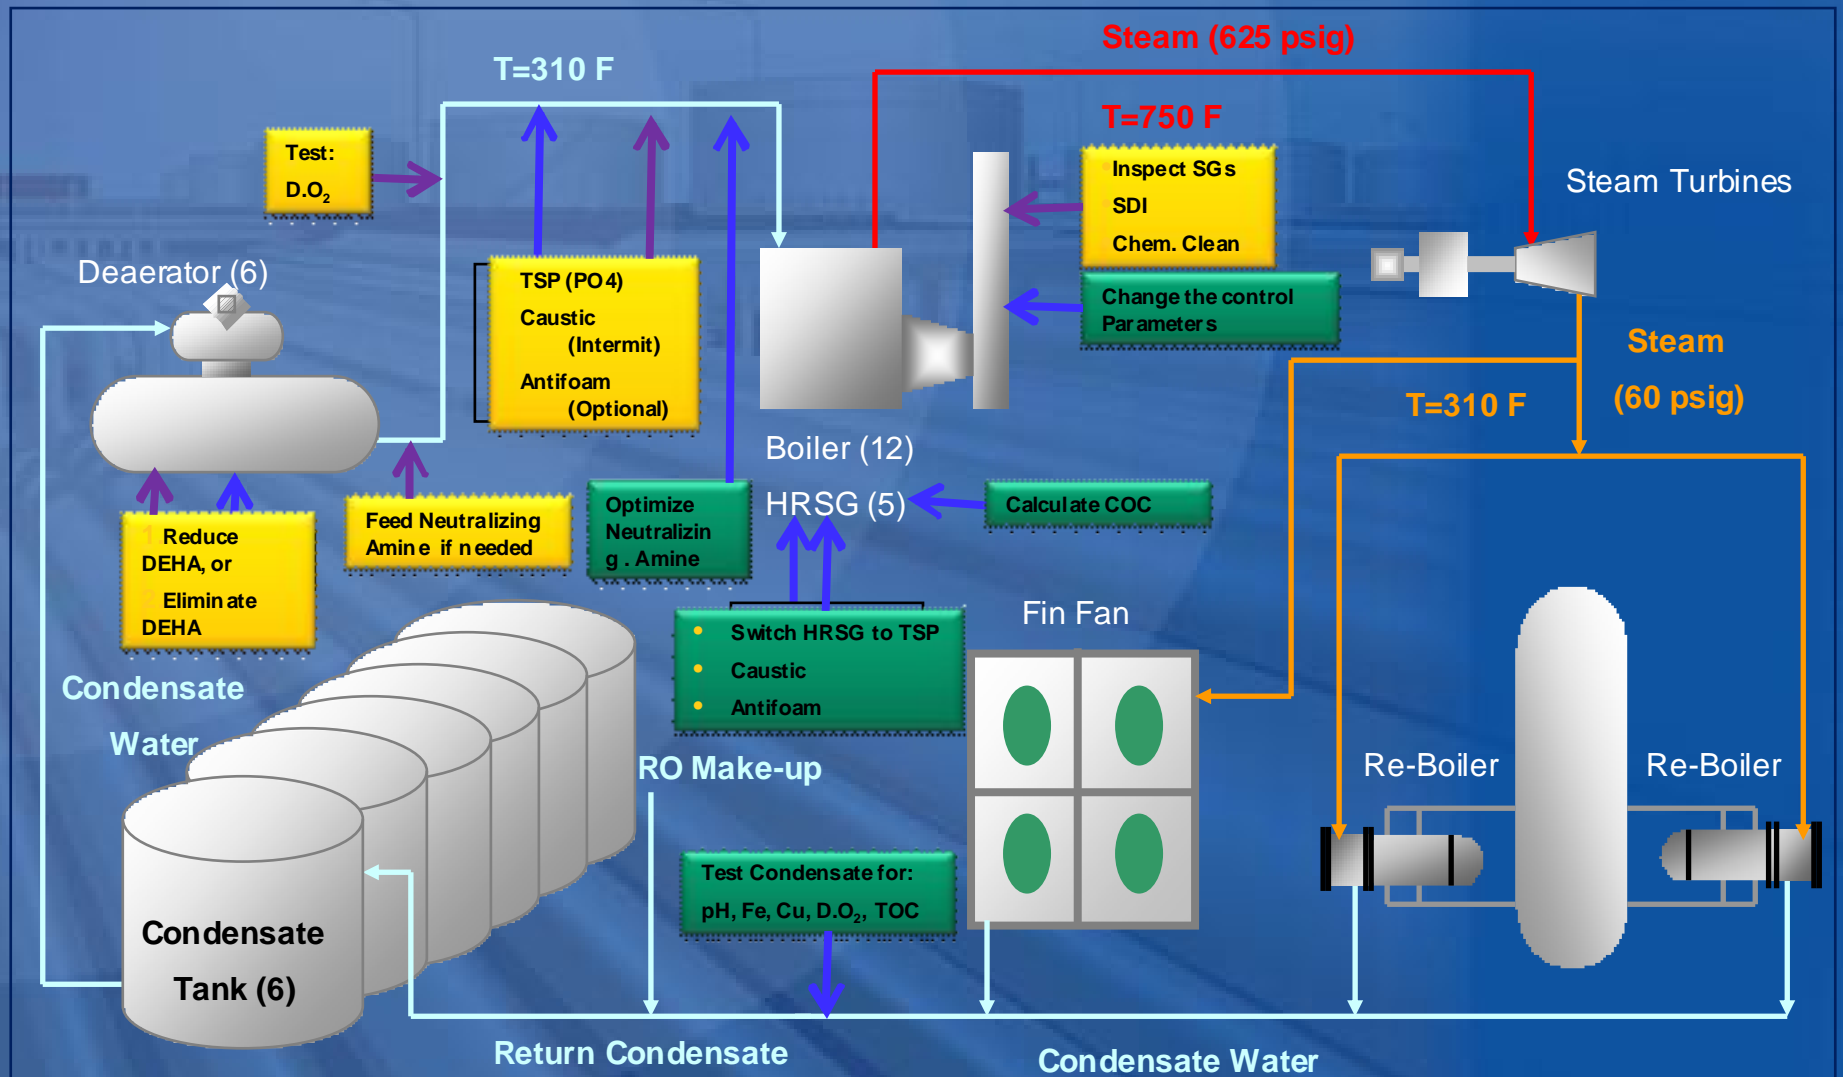 Steam (625 psig)
T=310 F
T=750 F
Test:
D.O2
Inspect SGs
SDI
Chem. Clean
Steam Turbines
Deaerator (6)
TSP (PO4)
Caustic
(Intermit)
Antifoam
(Optional)
Change the control
Parameters
Steam
(60 psig)
T=310 F
Boiler (12)
HRSG (5)
Calculate COC
Optimize
Neutralizin
g . Amine
Feed Neutralizing
Amine if needed
1. Reduce
DEHA, or
2. Eliminate
DEHA
Fin Fan
• Switch HRSG to TSP
• Caustic
• Antifoam
Condensate
Water
RO Make-up
Re-Boiler
Re-Boiler
Test Condensate for:
pH, Fe, Cu, D.O2, TOC
Condensate
Tank (6)
Return Condensate
Condensate Water